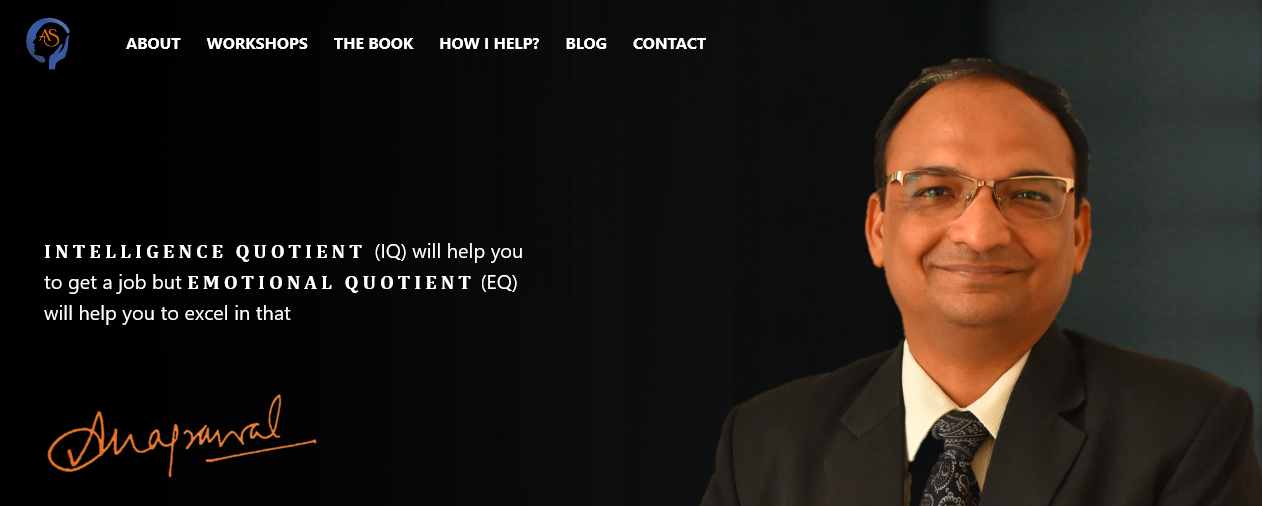 AS
ABOUT WORKSHOPS THE BOOK HOW I HELP? BLOG CONTACT
INTELLIGENCE QUOTIENT (IQ) will help you
to get a job but EMOTIONAL QUOTIENT (EQ)
will help you to excel in that